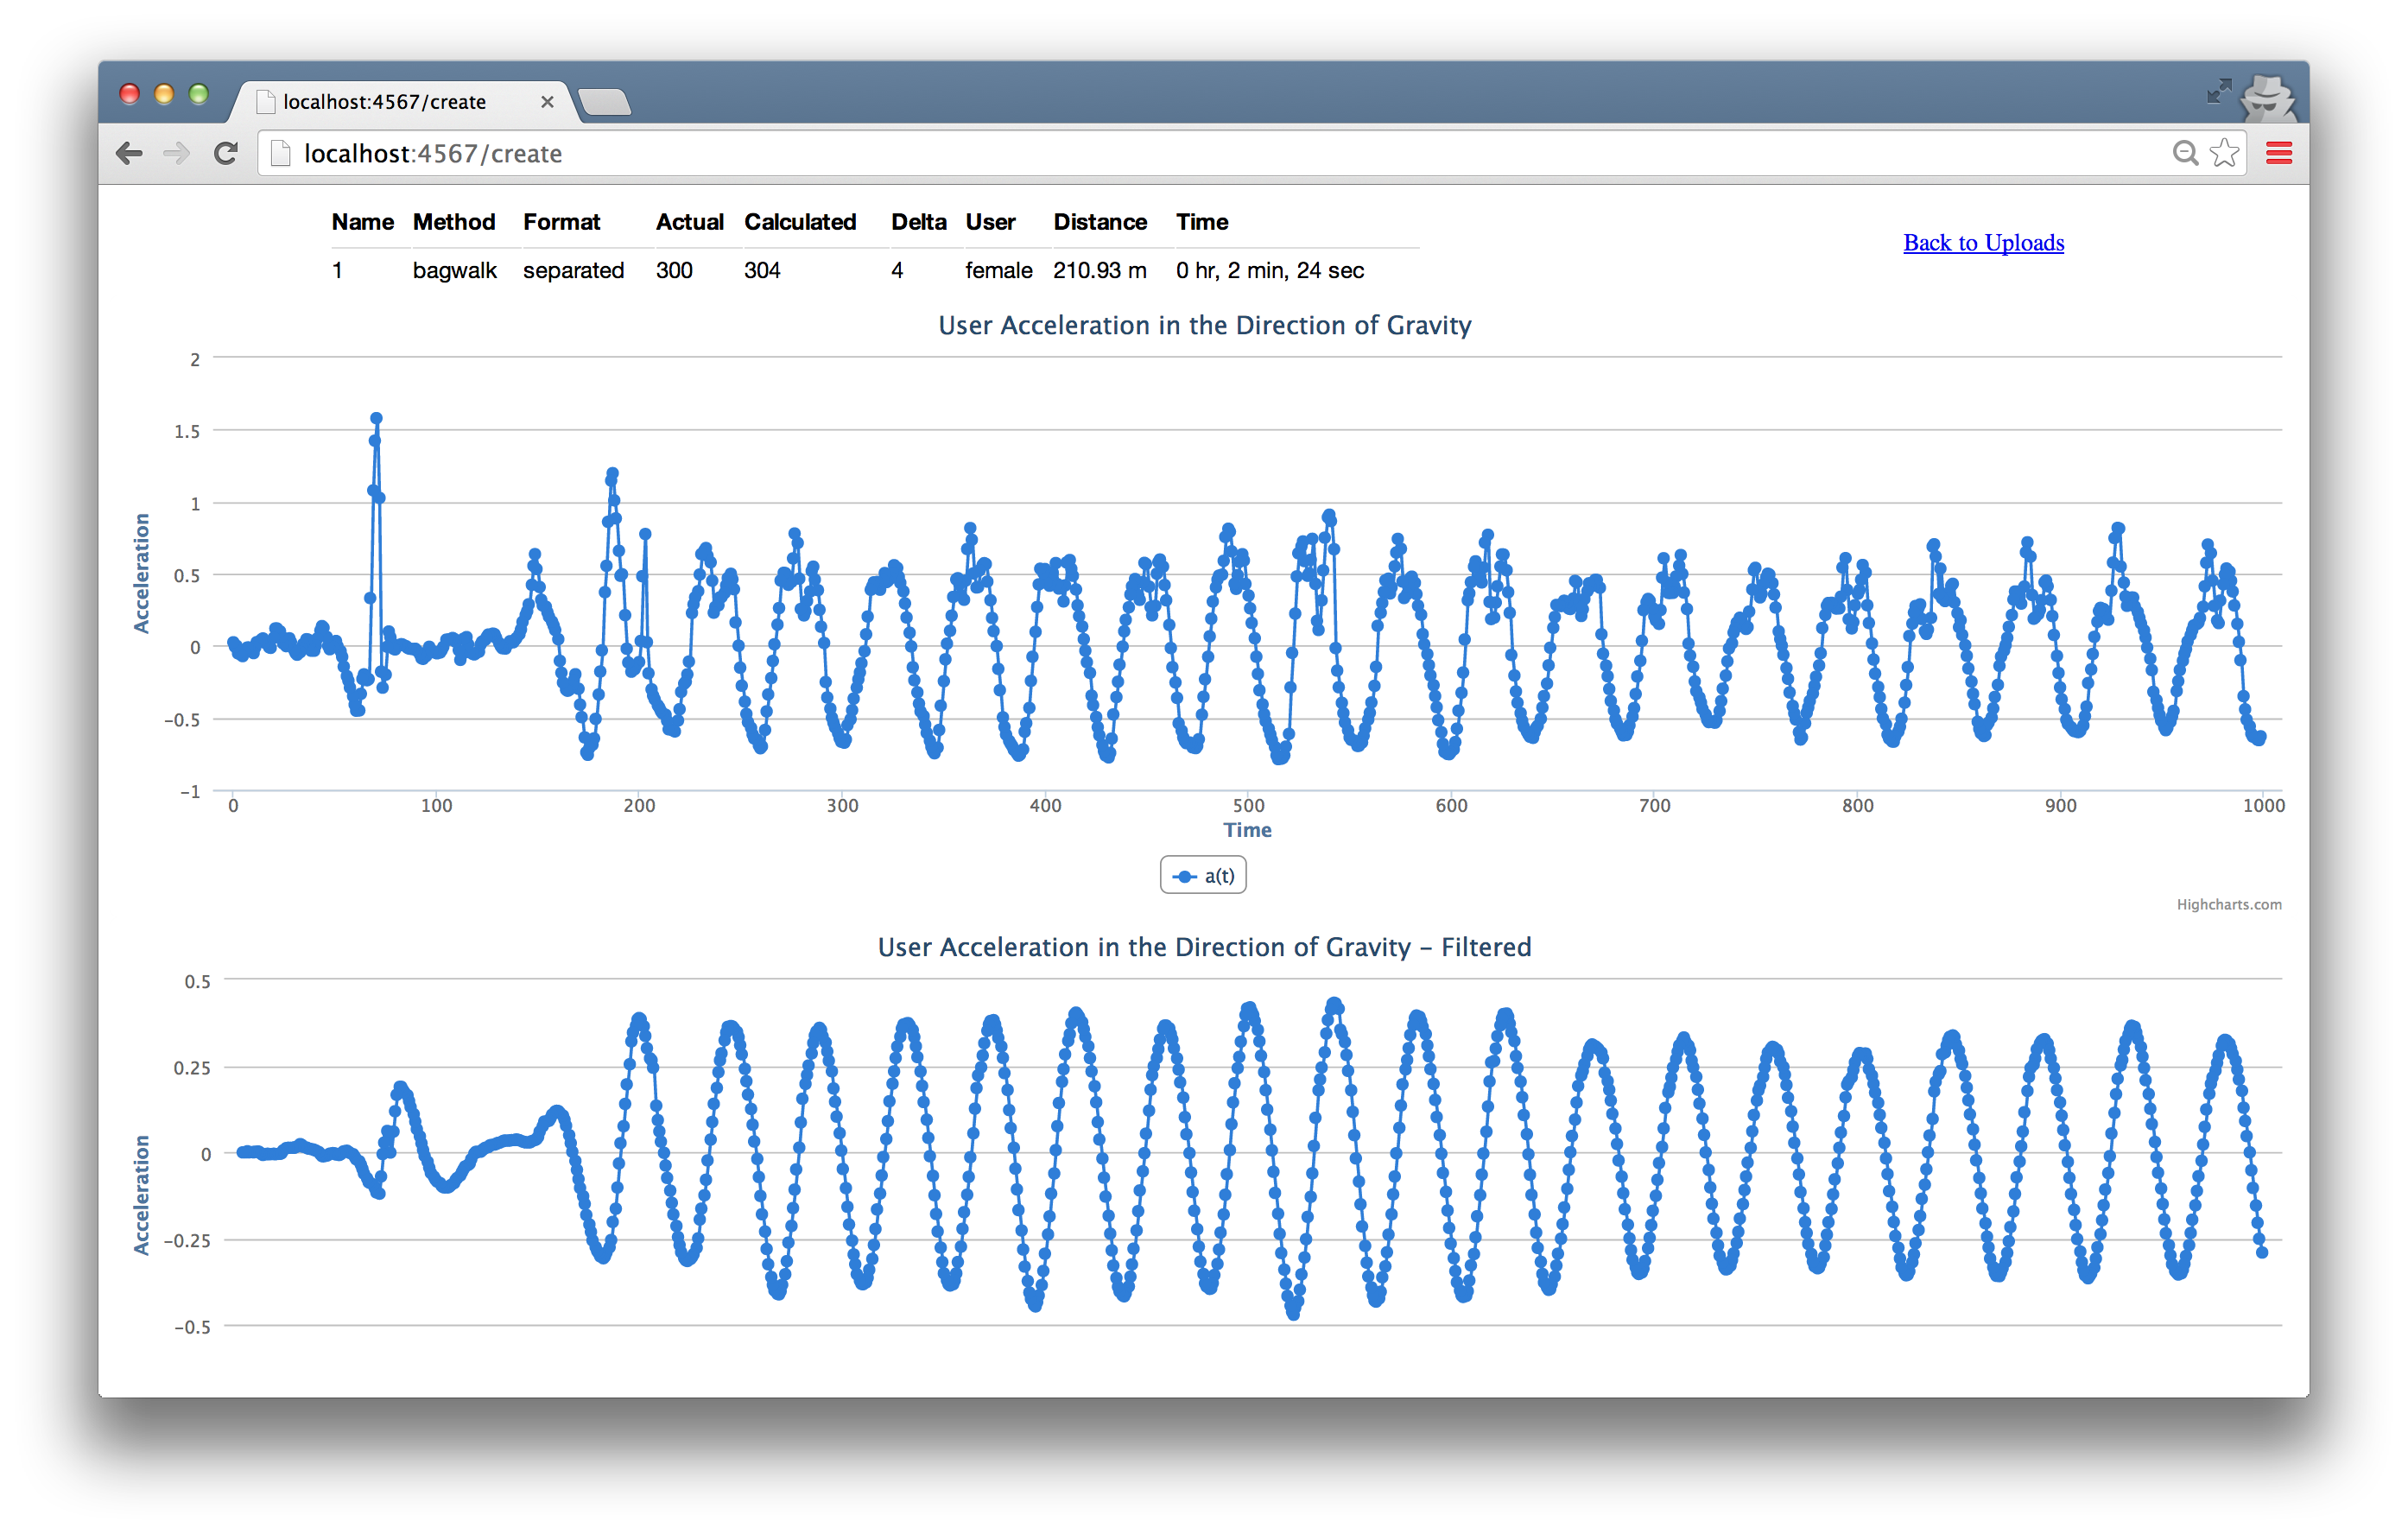 localhost:4567/create
localhost:4567/create
Name Method Format Actual Calculated Delta User Distance Time
1 bagwalk separated 300 304 4 female 210.93 m 0 hr, 2 min, 24 sec
Back to Uploads
User Acceleration in the Direction of Gravity
2
1.5
1
0.5
0
−0.5
−1
Acceleration
0 100 200 300 400 500 600 700 800 900 1000
Time
a(t)
Highcharts.com
User Acceleration in the Direction of Gravity – Filtered
0.5
0.25
0
−0.25
−0.5
Acceleration